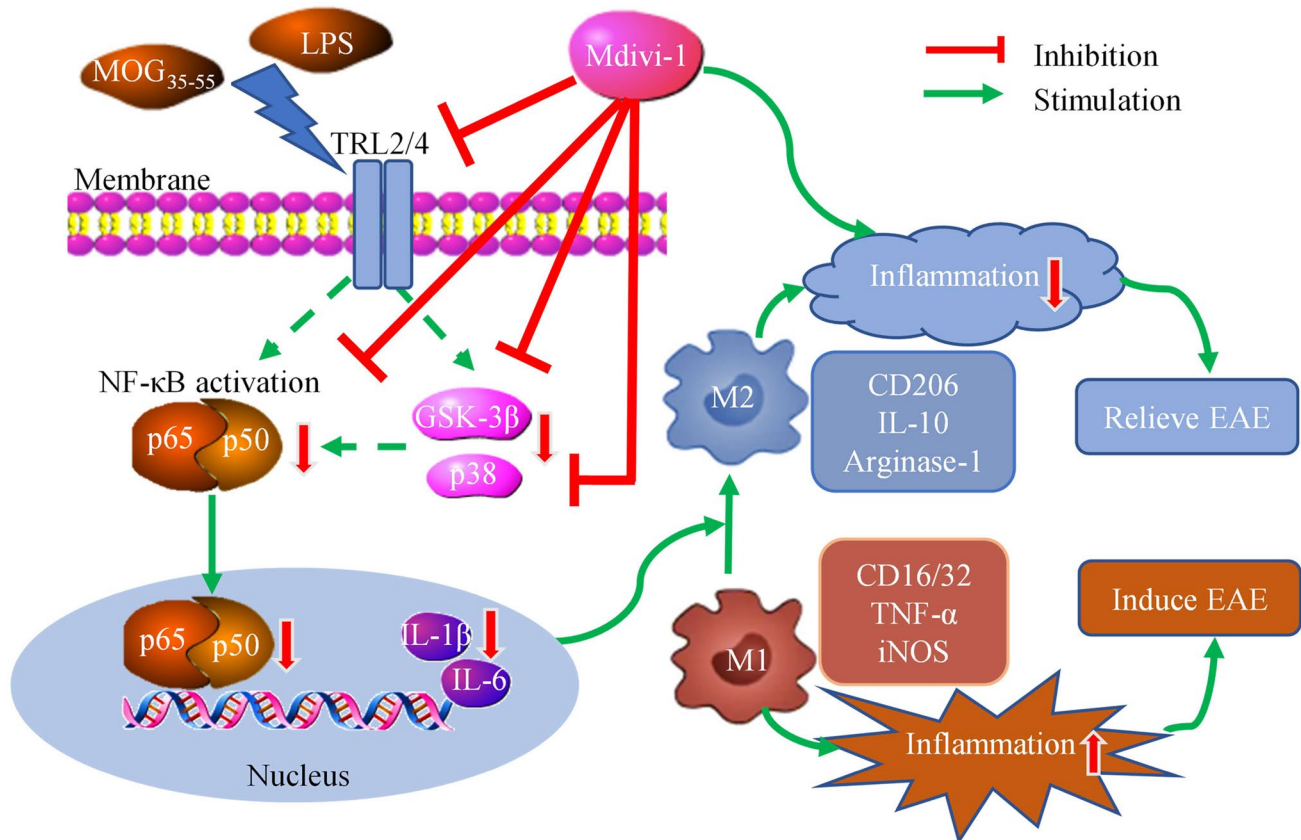 LPS
MOG35-55
Mdivi-1
Inhibition
Stimulation
TRL2/4
Membrane
Inflammation
NF-κB activation
p65
p50
GSK-3β
p38
M2
CD206
IL-10
Arginase-1
Relieve EAE
p65
p50
IL-1β
IL-6
Nucleus
M1
CD16/32
TNF-α
iNOS
Induce EAE
Inflammation